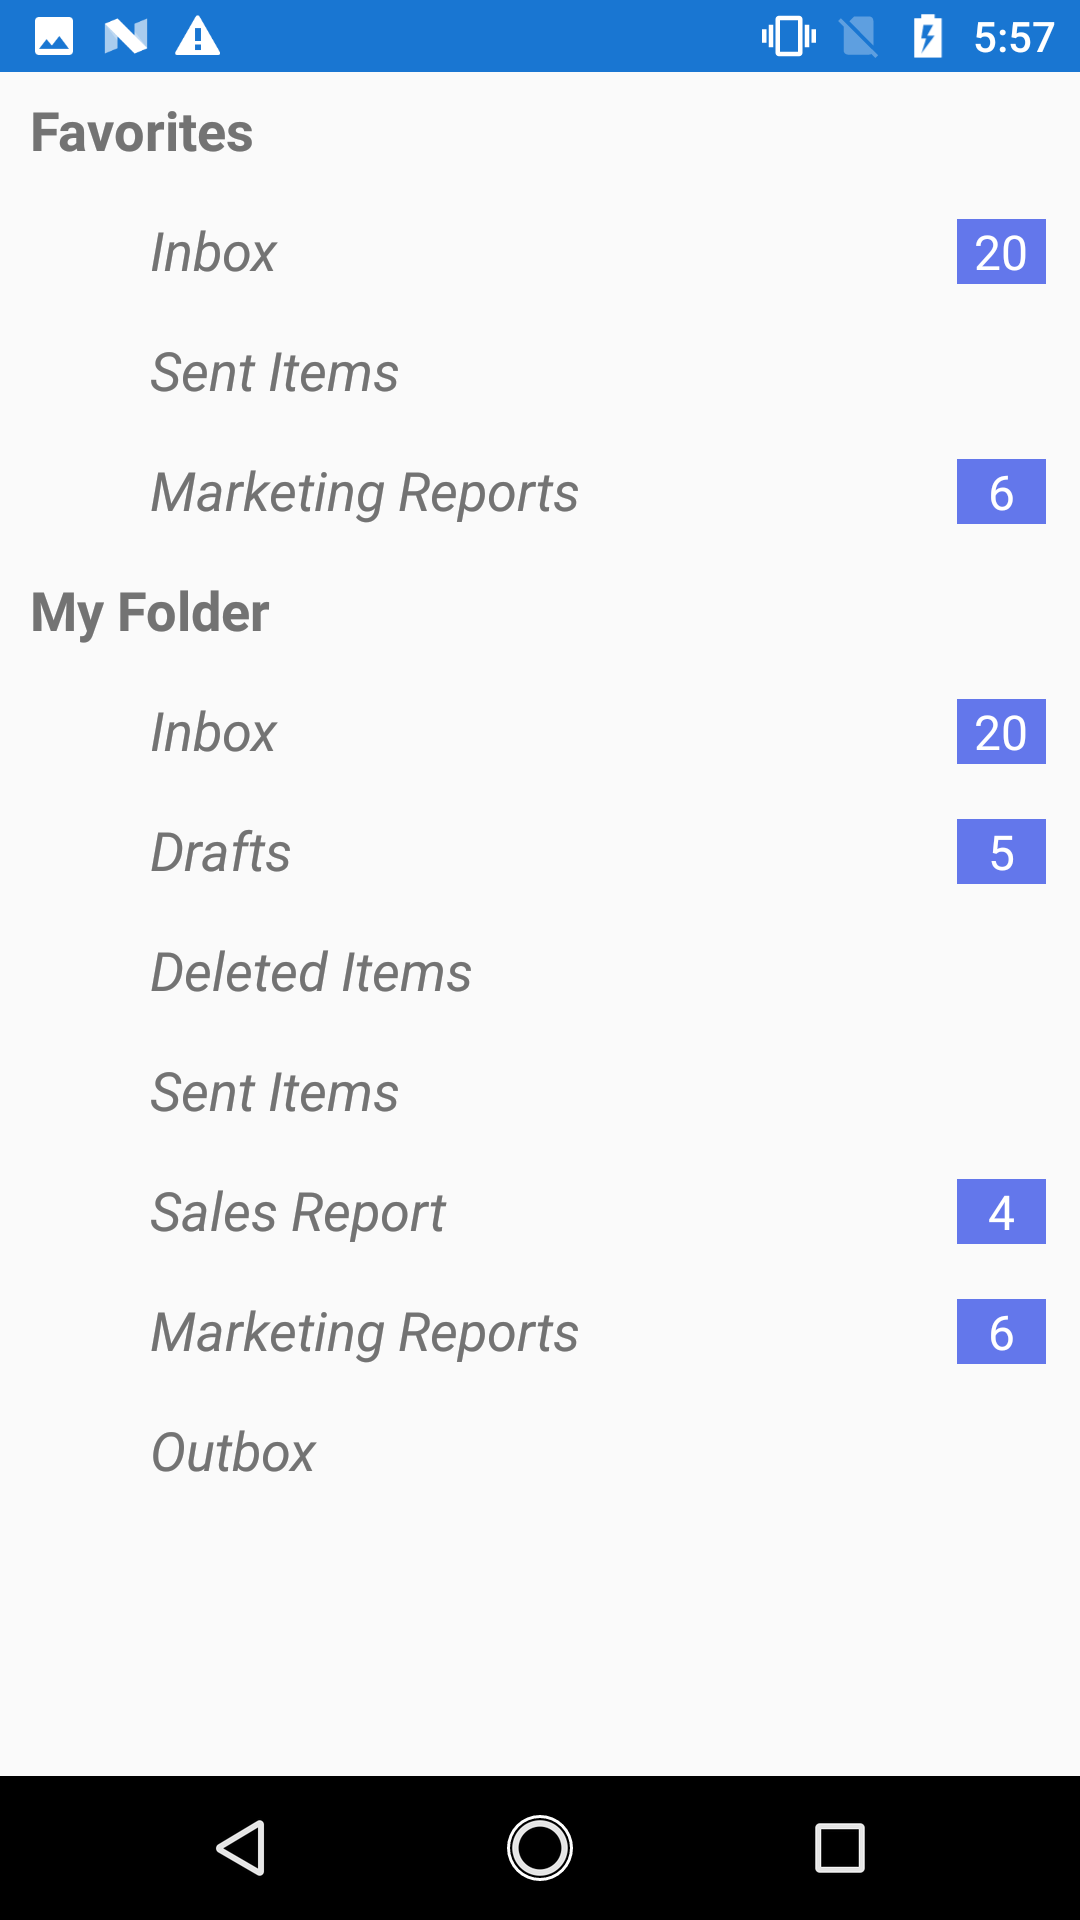 5:57
Favorites
Inbox 20
Sent Items
Marketing Reports 6
My Folder
Inbox 20
Drafts 5
Deleted Items
Sent Items
Sales Report 4
Marketing Reports 6
Outbox